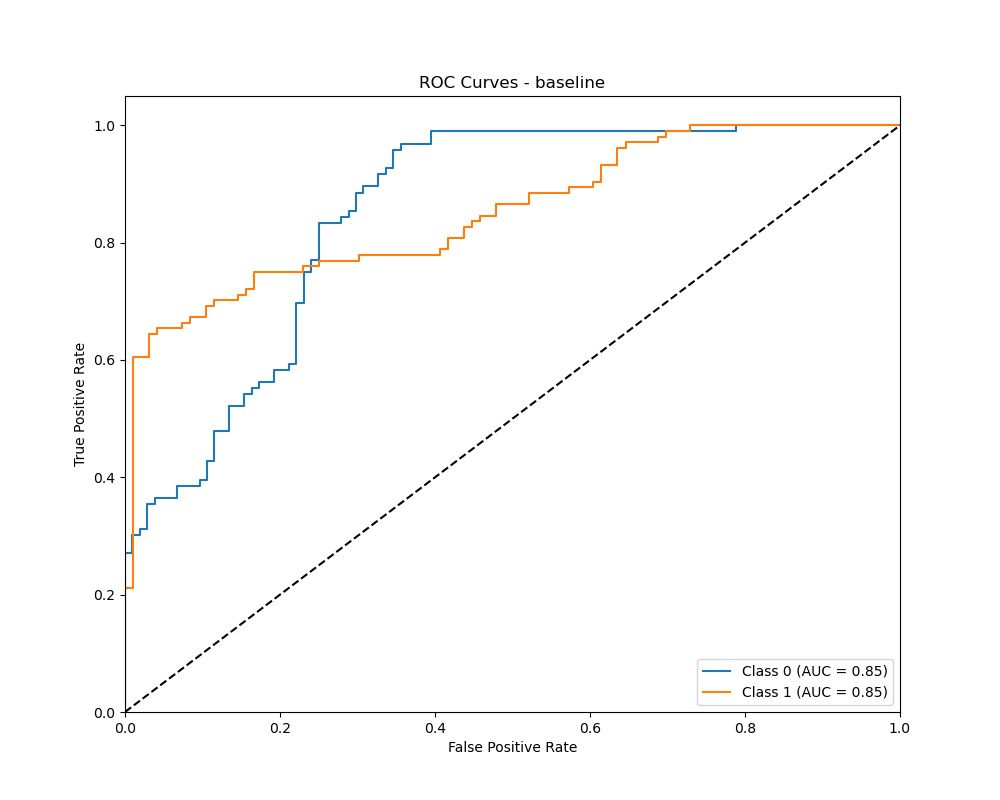 ROC Curves - baseline
True Positive Rate
1.0
0.8
0.6
0.4
0.2
0.0
0.0 0.2 0.4 0.6 0.8 1.0
False Positive Rate
Class 0 (AUC = 0.85)
Class 1 (AUC = 0.85)